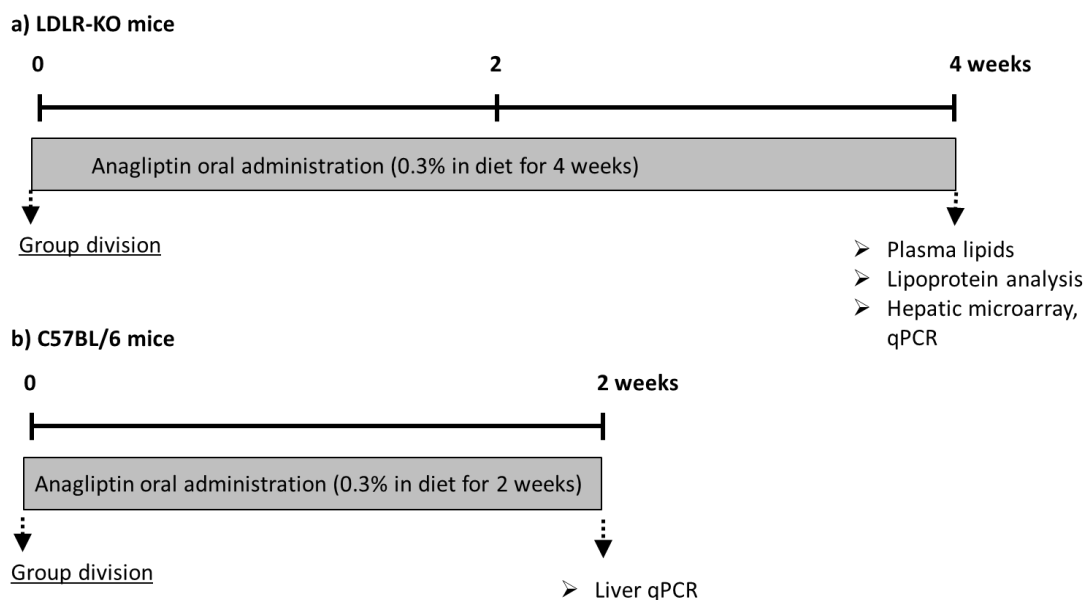 a) LDLR-KO mice
0 2 4 weeks
Anagliptin oral administration (0.3% in diet for 4 weeks)
Group division
➢ Plasma lipids
➢ Lipoprotein analysis
➢ Hepatic microarray,
qPCR
b) C57BL/6 mice
0 2 weeks
Anagliptin oral administration (0.3% in diet for 2 weeks)
Group division
➢ Liver qPCR